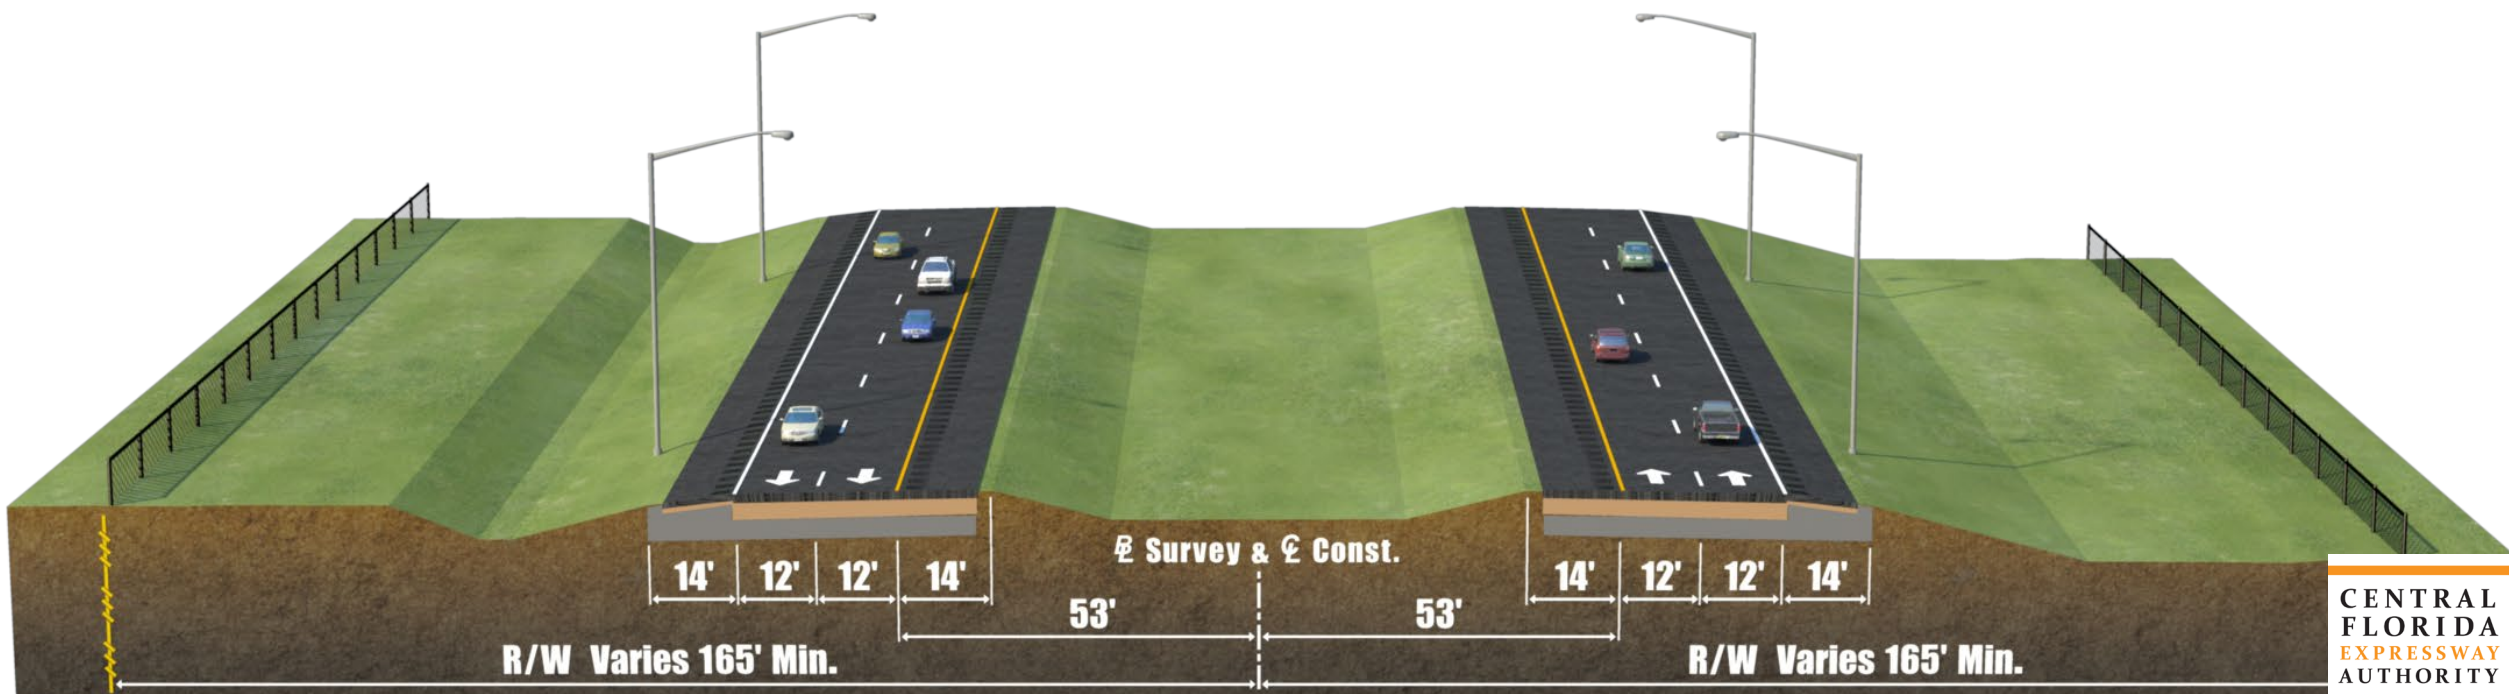 ℄ Survey & ℄ Const.
14' 12' 12' 14'
14' 12' 12' 14'
53' 53'
R/W Varies 165' Min.
R/W Varies 165' Min.
CENTRAL
FLORIDA
EXPRESSWAY
AUTHORITY